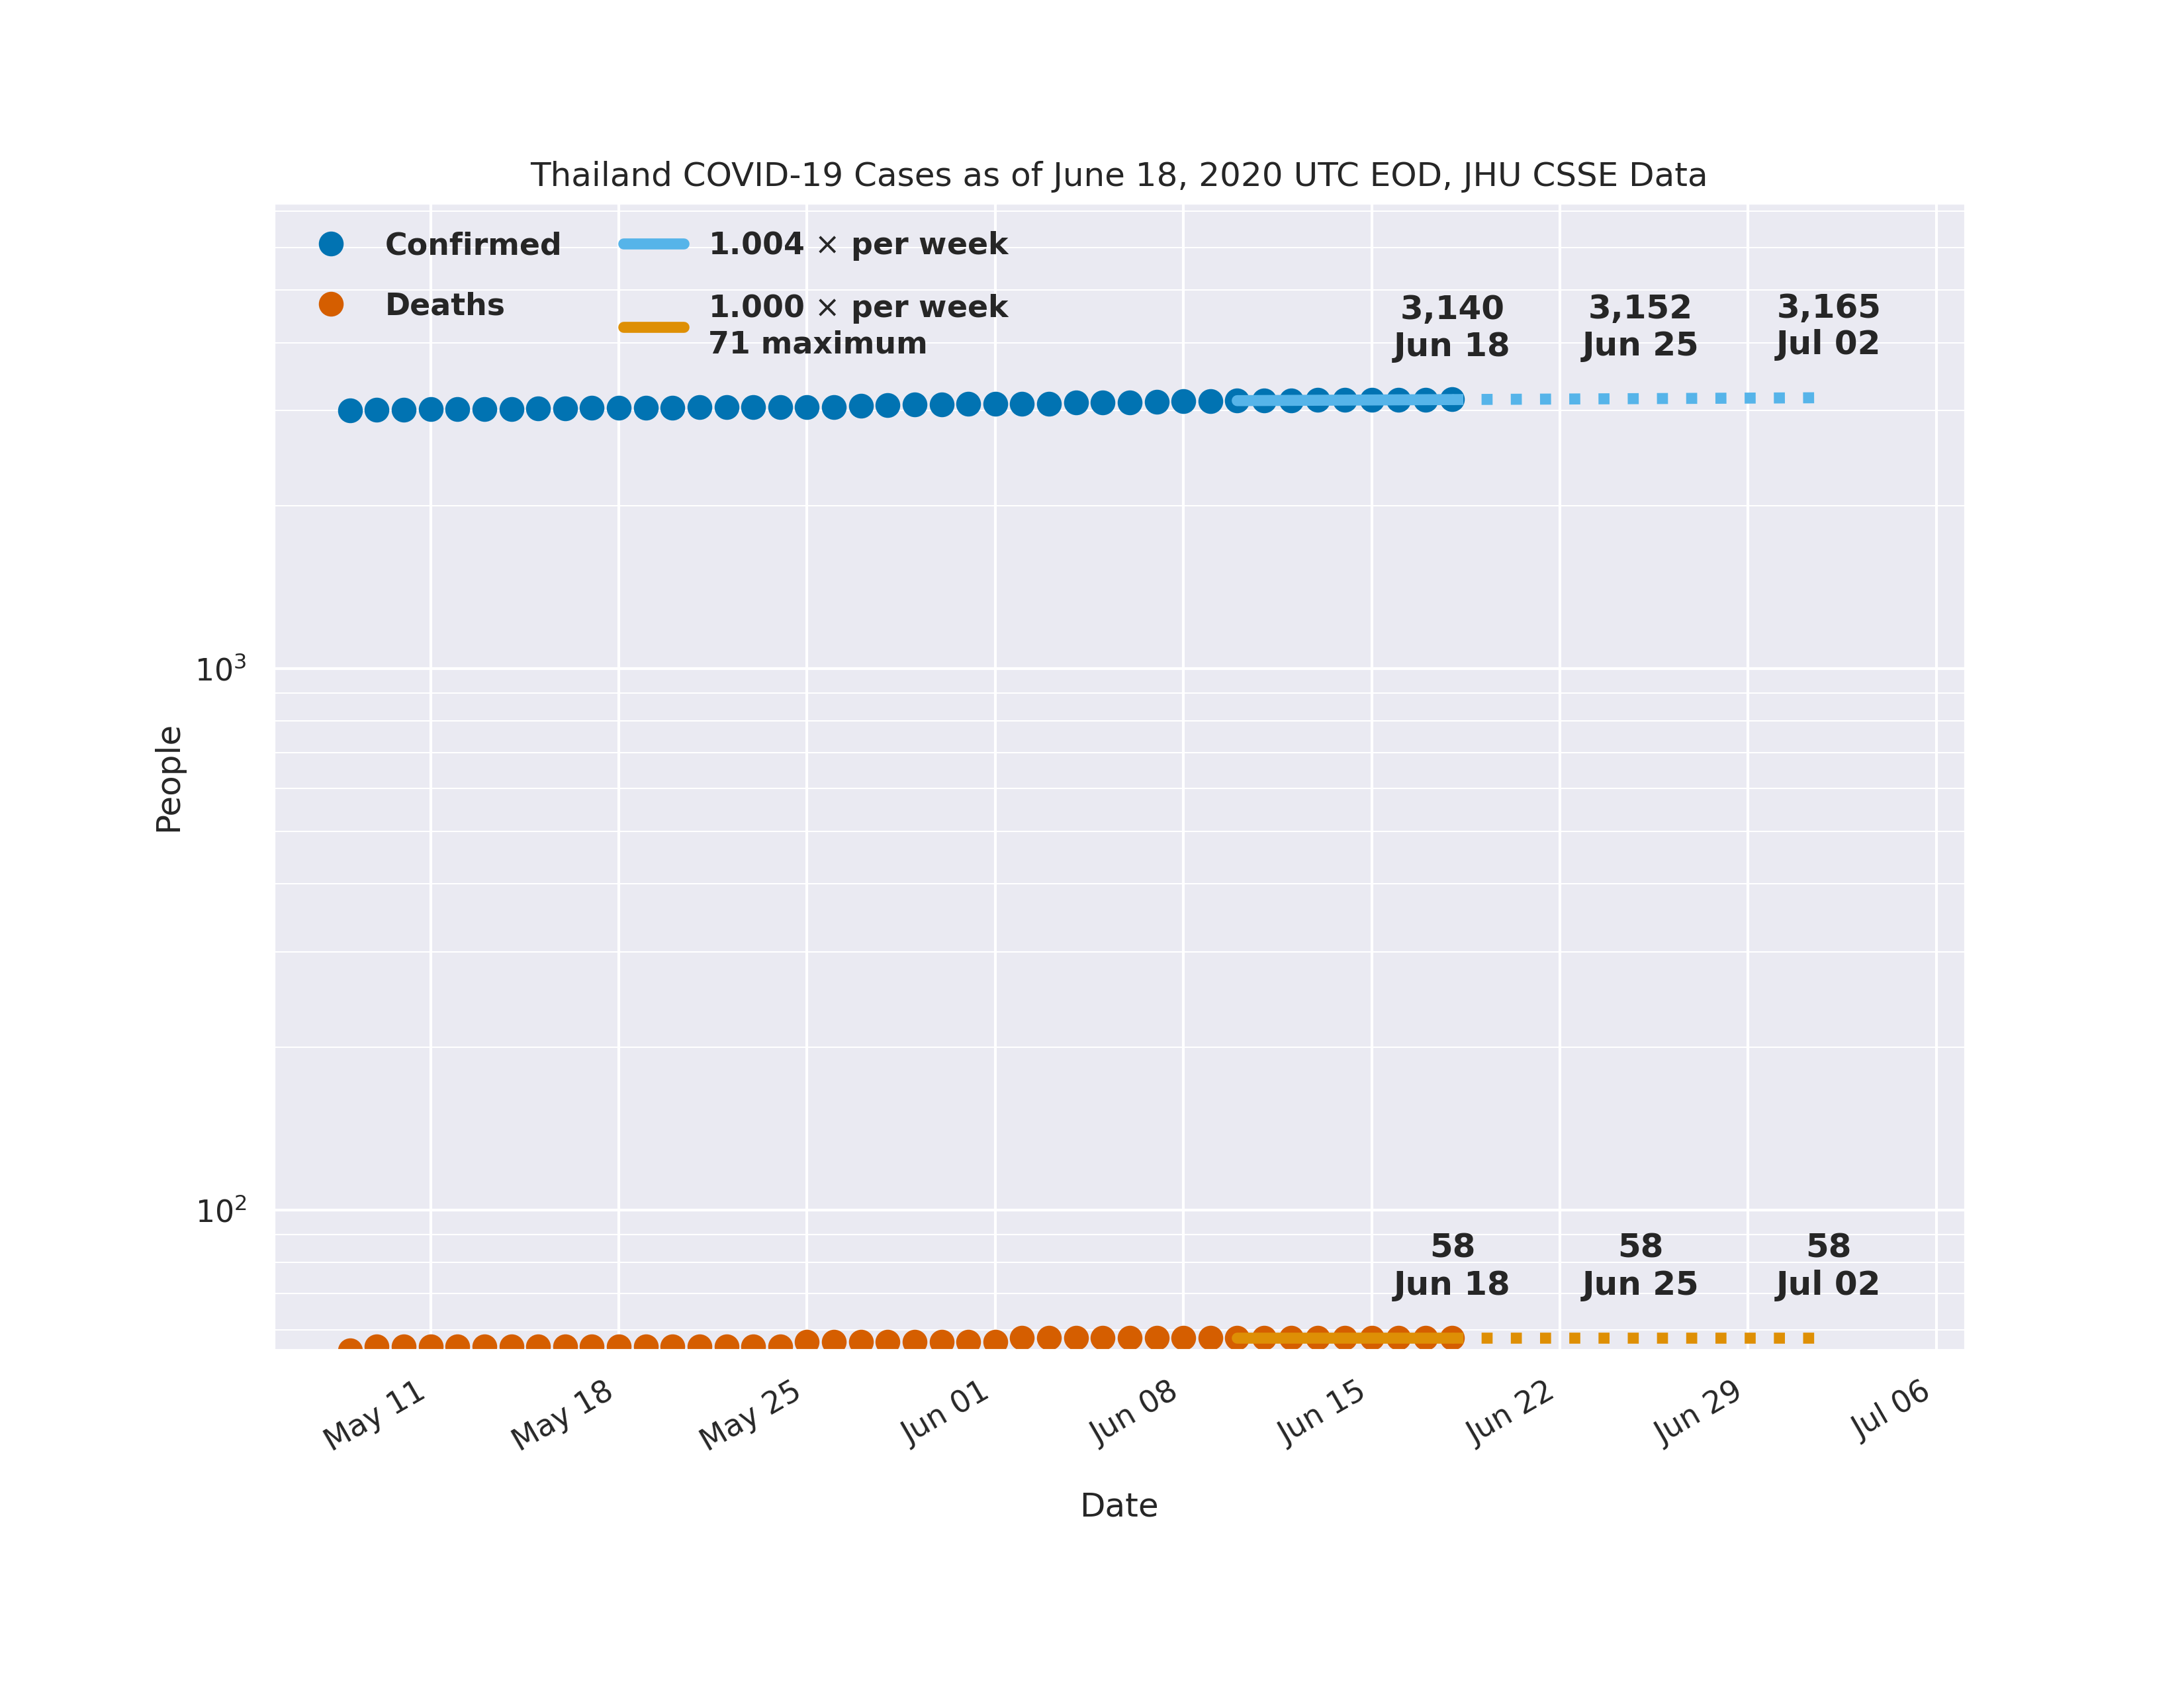 Thailand COVID-19 Cases as of June 18, 2020 UTC EOD, JHU CSSE Data
Confirmed
Deaths
1.004 × per week
1.000 × per week
71 maximum
3,140
Jun 18
3,152
Jun 25
3,165
Jul 02
10³
People
10²
58
Jun 18
58
Jun 25
58
Jul 02
May 11
May 18
May 25
Jun 01
Jun 08
Jun 15
Jun 22
Jun 29
Jul 06
Date